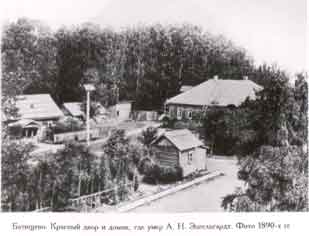 Батищево. Красный двор и домик, где умер А. Н. Энгельгардт. Фото 1890-х гг.